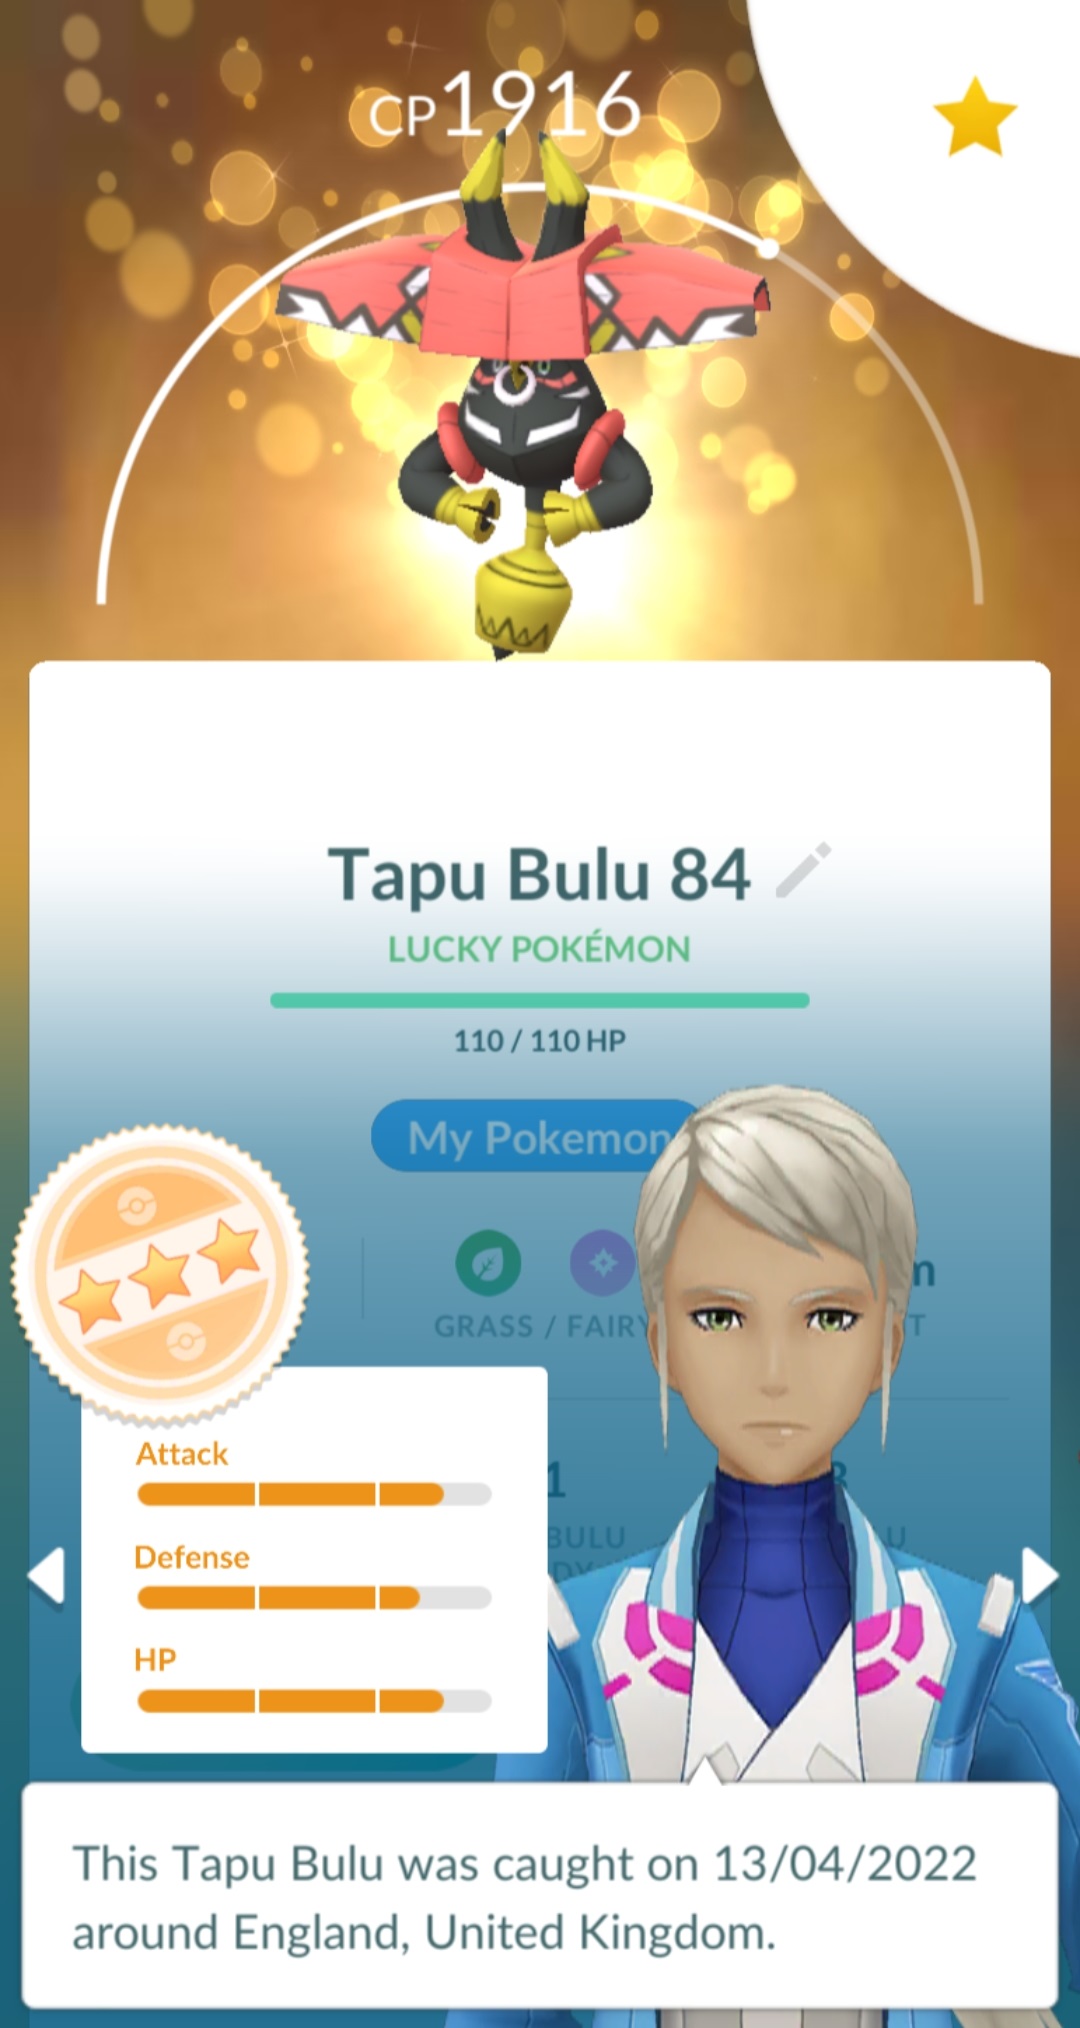 CP1916
Tapu Bulu 84
LUCKY POKÉMON
110 / 110 HP
My Pokemon
GRASS / FAIRY
Attack
Defense
HP
BULU
This Tapu Bulu was caught on 13/04/2022
around England, United Kingdom.